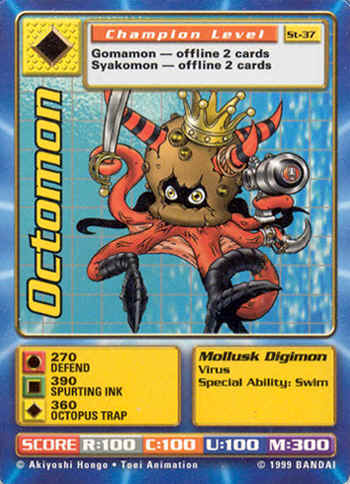 Champion Level
St-37
Gomamon — offline 2 cards
Syakomon — offline 2 cards
Octomon
270
DEFEND
390
SPURTING INK
360
OCTOPUS TRAP
Mollusk Digimon
Virus
Special Ability: Swim
SCORE R:100 C:100 U:100 M:300
© Akiyoshi Hongo • Toei Animation © 1999 BANDAI